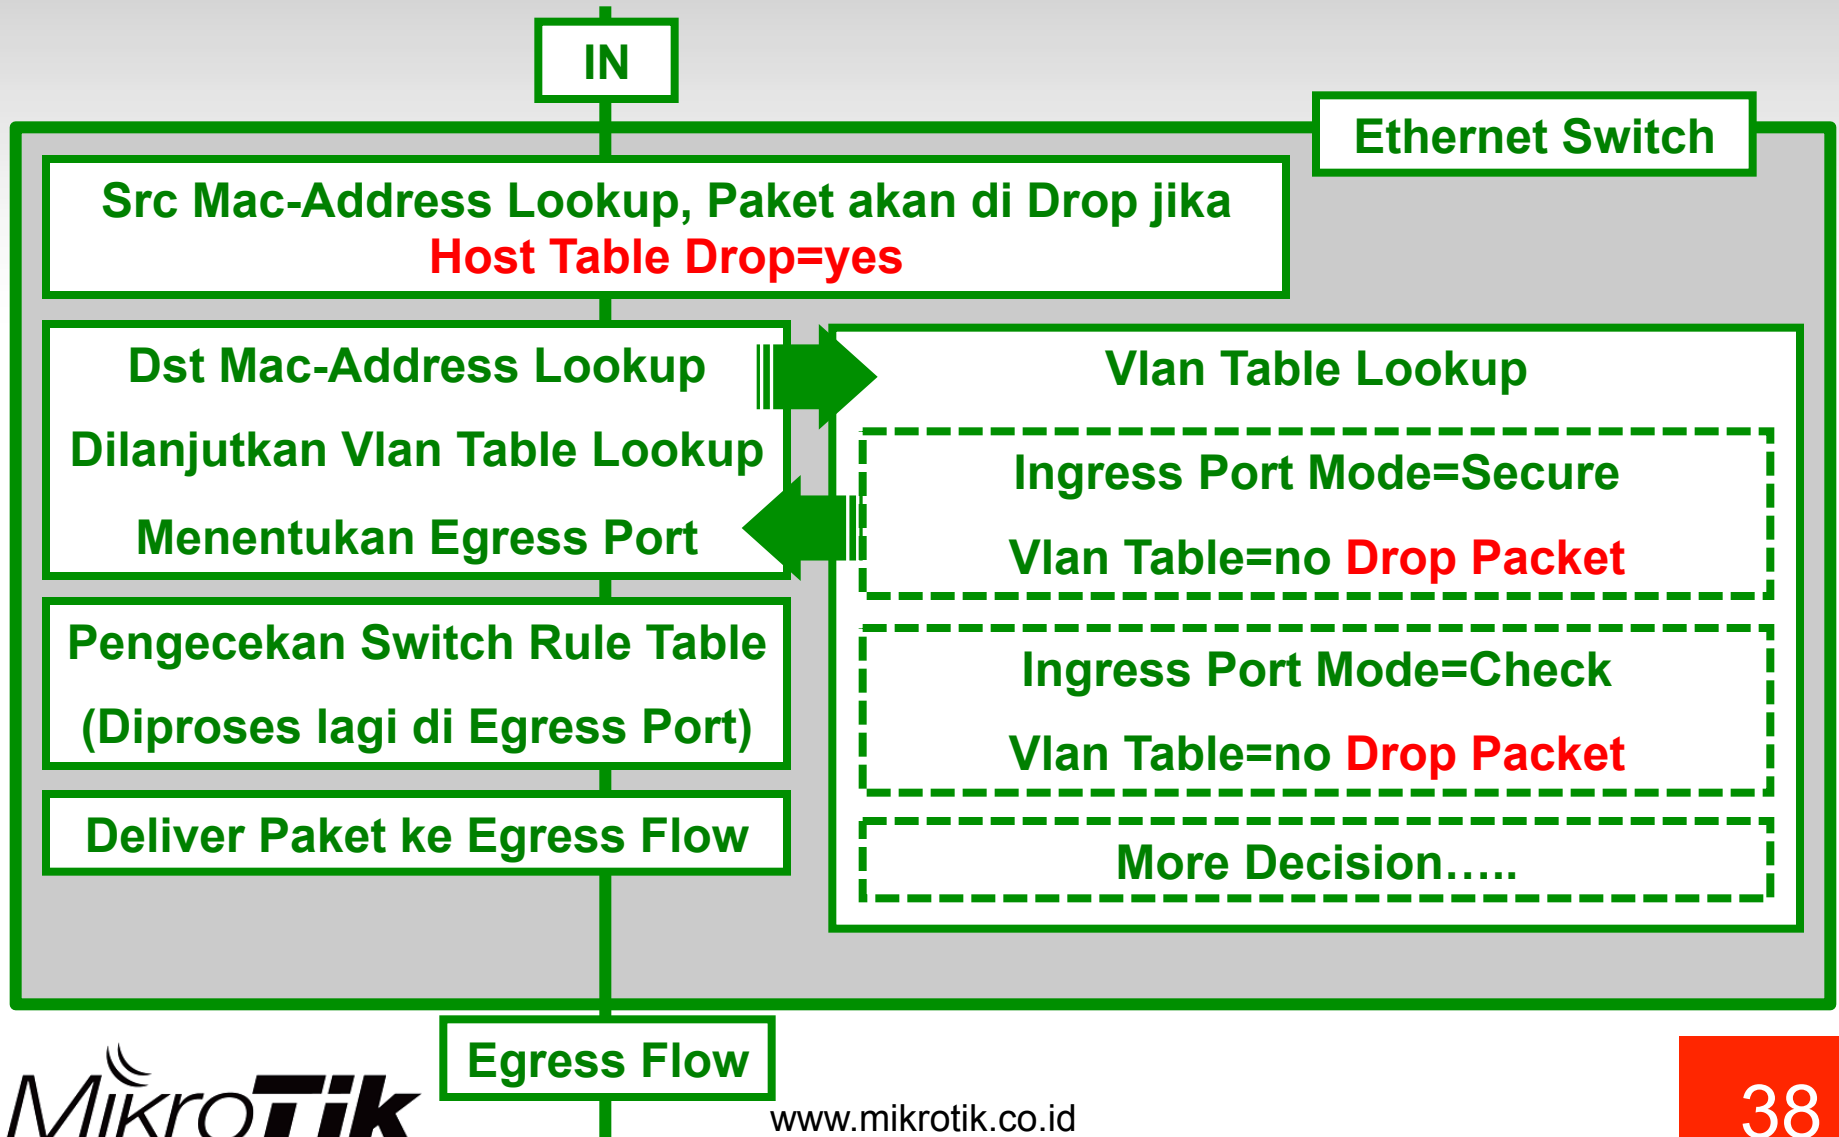 IN
Ethernet Switch
Src Mac-Address Lookup, Paket akan di Drop jika
Host Table Drop=yes
Dst Mac-Address Lookup
Dilanjutkan Vlan Table Lookup
Menentukan Egress Port
Vlan Table Lookup
Ingress Port Mode=Secure
Vlan Table=no Drop Packet
Ingress Port Mode=Check
Vlan Table=no Drop Packet
More Decision.....
Pengecekan Switch Rule Table
(Diproses lagi di Egress Port)
Deliver Paket ke Egress Flow
Egress Flow
MikroTik
www.mikrotik.co.id
38